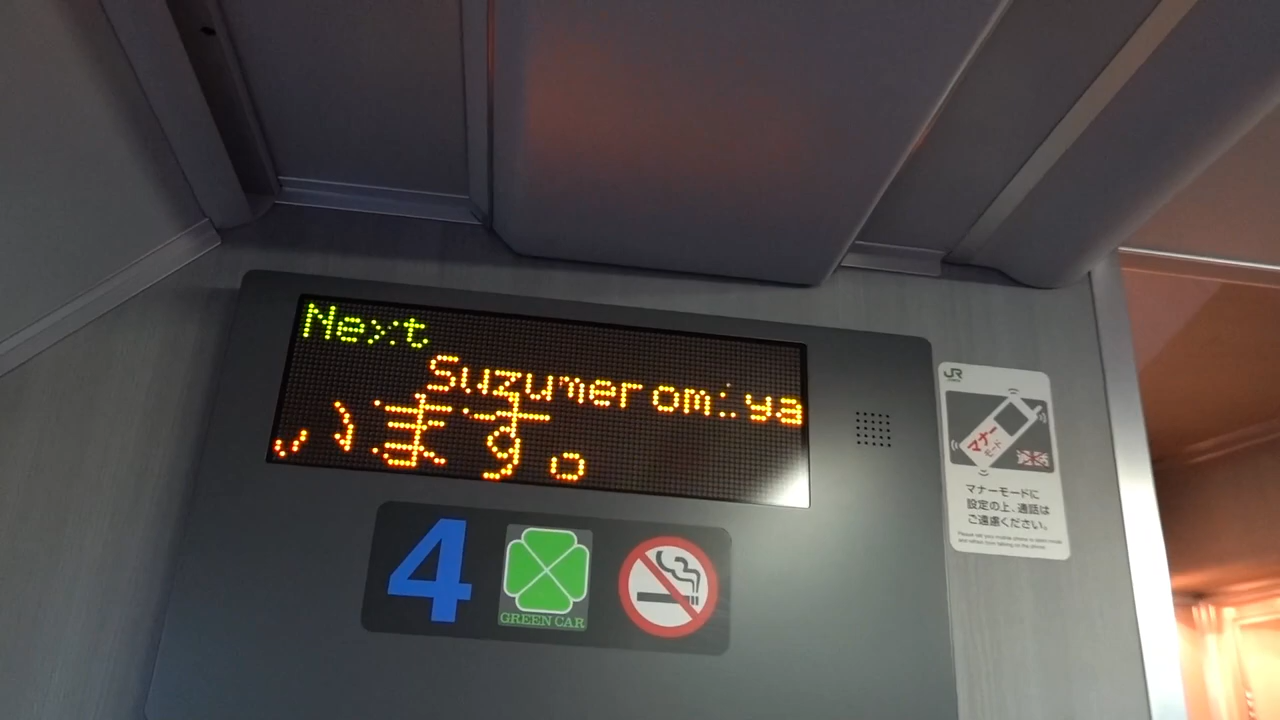 Next
Suzumeromiya
います。
4
GREEN CAR
JR
マナー
モード
マナーモードに
設定の上、通話は
ご遠慮ください。